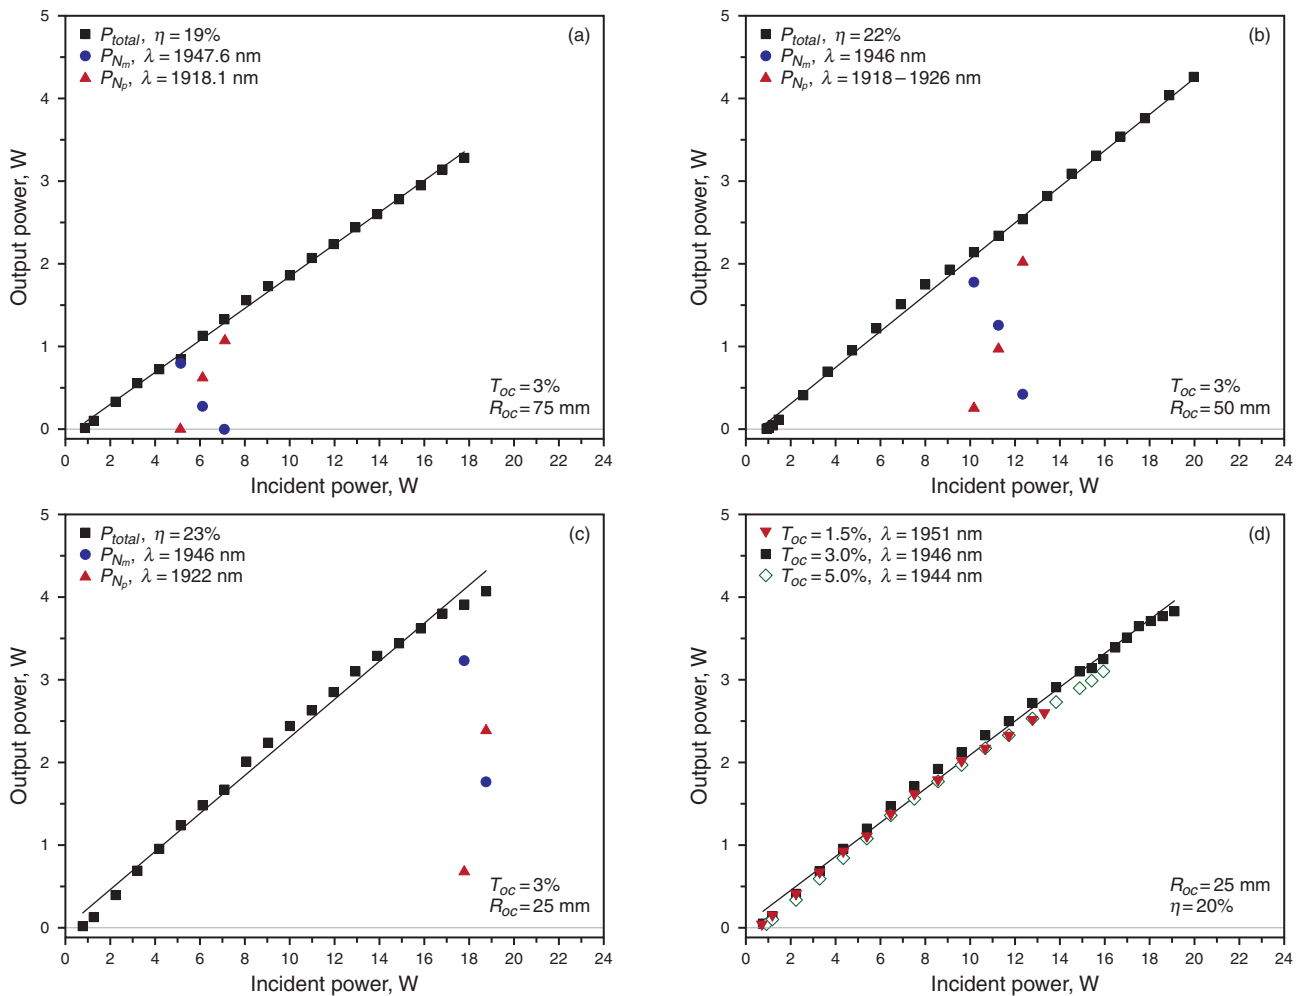 5
4
3
2
1
0
Output power, W
P_total, η = 19%
P_Nm, λ = 1947.6 nm
P_Np, λ = 1918.1 nm
(a)
T_oc = 3%
R_oc = 75 mm
0 2 4 6 8 10 12 14 16 18 20 22 24
Incident power, W
5
4
3
2
1
0
Output power, W
P_total, η = 22%
P_Nm, λ = 1946 nm
P_Np, λ = 1918 – 1926 nm
(b)
T_oc = 3%
R_oc = 50 mm
0 2 4 6 8 10 12 14 16 18 20 22 24
Incident power, W
5
4
3
2
1
0
Output power, W
P_total, η = 23%
P_Nm, λ = 1946 nm
P_Np, λ = 1922 nm
(c)
T_oc = 3%
R_oc = 25 mm
0 2 4 6 8 10 12 14 16 18 20 22 24
Incident power, W
5
4
3
2
1
0
Output power, W
T_oc = 1.5%, λ = 1951 nm
T_oc = 3.0%, λ = 1946 nm
T_oc = 5.0%, λ = 1944 nm
(d)
R_oc = 25 mm
η = 20%
0 2 4 6 8 10 12 14 16 18 20 22 24
Incident power, W